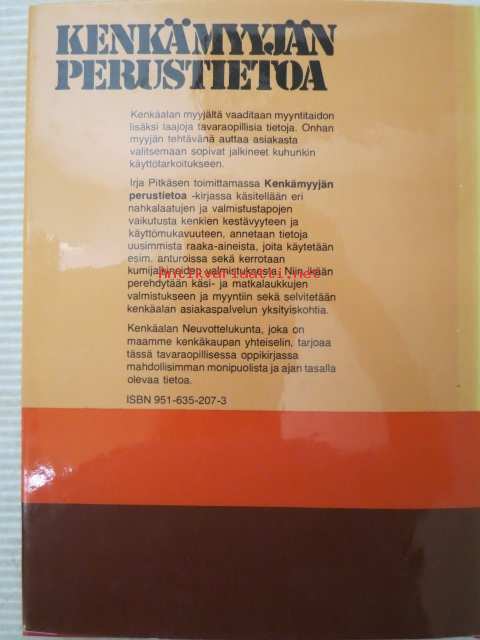 KENKÄMYYJÄN
PERUSTIETOA
Kenkäalan myyjältä vaaditaan myyntitaidon
lisäksi laajoja tavaraopillisia tietoja. Onhan
myyjän tehtävänä auttaa asiakasta
valitsemaan sopivat jalkineet kuhunkin
käyttötarkoitukseen.
Irja Pitkäsen toimittamassa Kenkämyyjän
perustietoa -kirjassa käsitellään eri
nahkalaatujen ja valmistustapojen
vaikutusta kenkien kestävyyteen ja
käyttömukavuuteen, annetaan tietoja
uusimmista raaka-aineista, joita käytetään
esim. anturoissa sekä kerrotaan
kumijalkineiden valmistuksesta. Niin ikään
Antikvariaatti.net
perehdytään käsi- ja matkalaukkujen
valmistukseen ja myyntiin sekä selvitetään
kenkäalan asiakaspalvelun yksityiskohtia.
Kenkäalan Neuvottelukunta, joka on
maamme kenkäkaupan yhteiselin, tarjoaa
tässä tavaraopillisessa oppikirjassa
mahdollisimman monipuolista ja ajan tasalla
olevaa tietoa.
ISBN 951-635-207-3